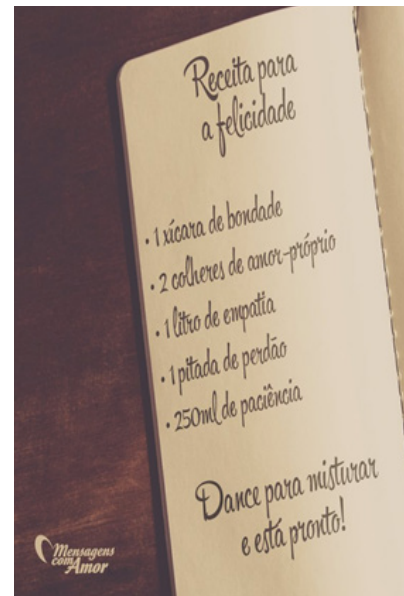 Receita para
a felicidade
• 1 xícara de bondade
• 2 colheres de amor-próprio
• 1 litro de empatia
• 1 pitada de perdão
• 250ml de paciência
Dance para misturar
e está pronto!
Mensagens
com
Amor